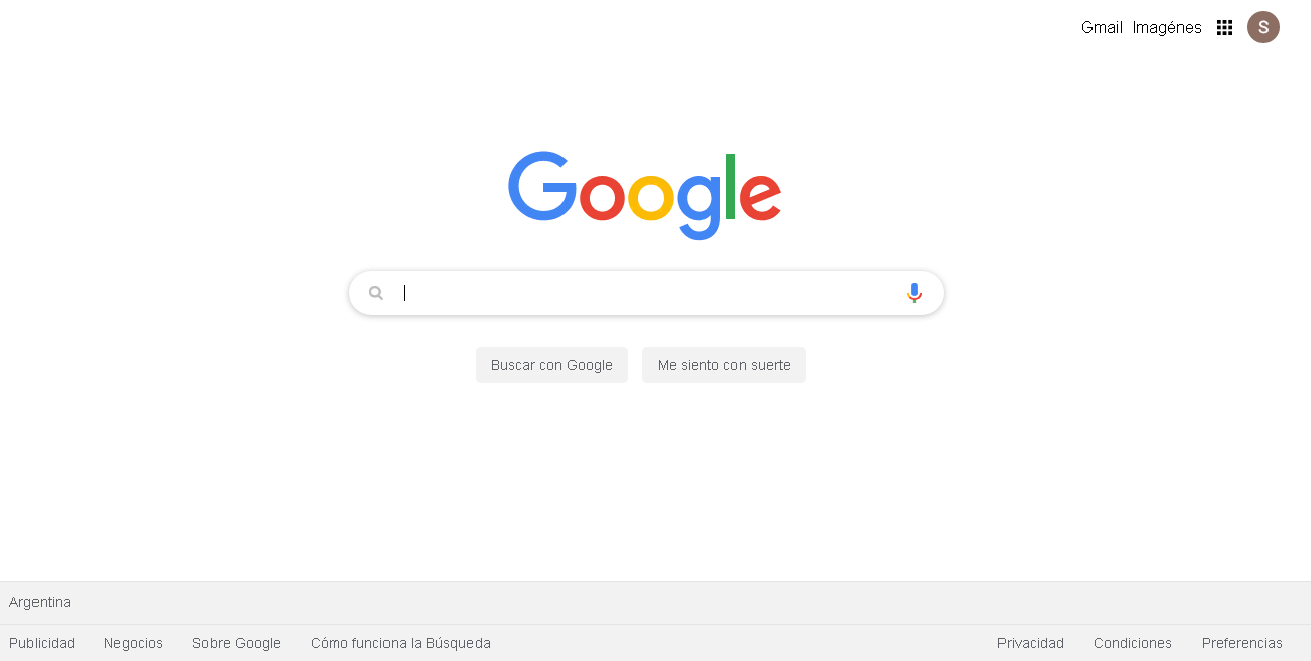 Gmail Imagénes S
Google
Buscar con Google Me siento con suerte
Argentina
Publicidad Negocios Sobre Google Cómo funciona la Búsqueda Privacidad Condiciones Preferencias